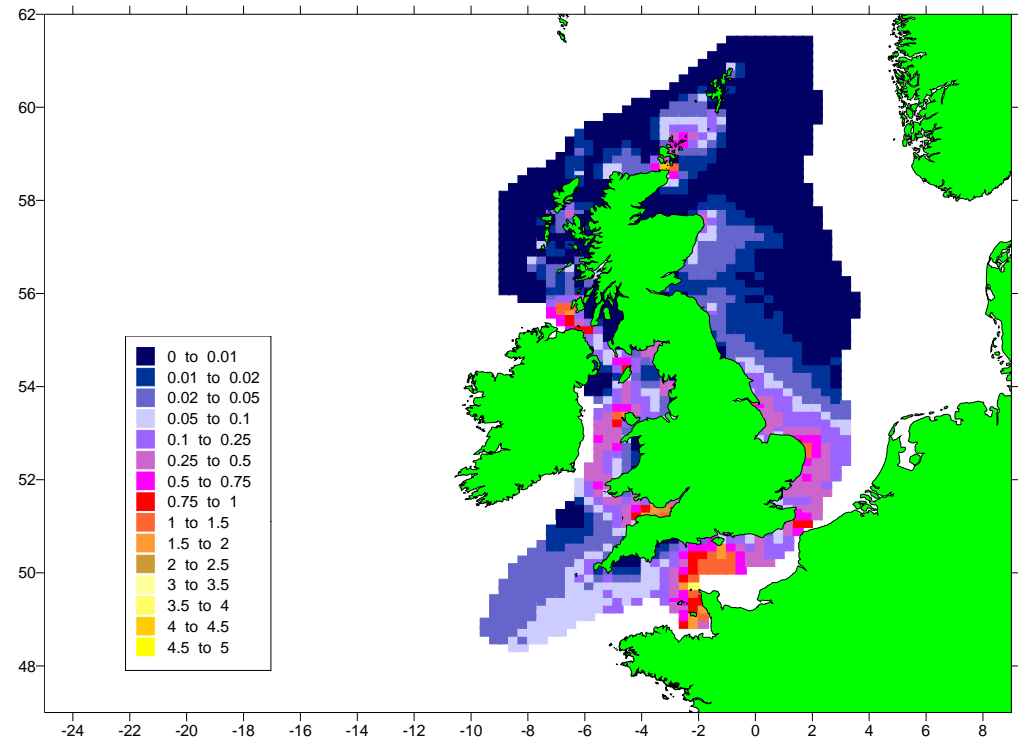 62
60
58
56
54
52
50
48
0 to 0.01
0.01 to 0.02
0.02 to 0.05
0.05 to 0.1
0.1 to 0.25
0.25 to 0.5
0.5 to 0.75
0.75 to 1
1 to 1.5
1.5 to 2
2 to 2.5
3 to 3.5
3.5 to 4
4 to 4.5
4.5 to 5
-24 -22 -20 -18 -16 -14 -12 -10 -8 -6 -4 -2 0 2 4 6 8